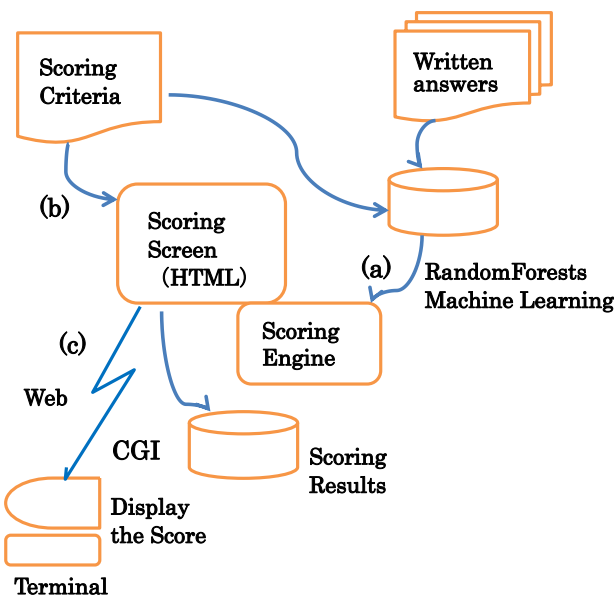 Scoring
Criteria
Written
answers
(b)
Scoring
Screen
（HTML）
(a)
RandomForests
Machine Learning
Scoring
Engine
(c)
Web
CGI
Scoring
Results
Display
the Score
Terminal